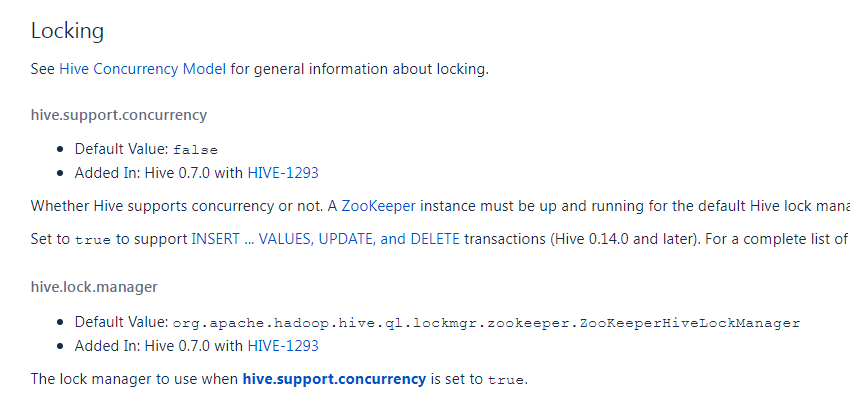 Locking
See Hive Concurrency Model for general information about locking.
hive.support.concurrency
Default Value: false
Added In: Hive 0.7.0 with HIVE-1293
Whether Hive supports concurrency or not. A ZooKeeper instance must be up and running for the default Hive lock mana
Set to true to support INSERT ... VALUES, UPDATE, and DELETE transactions (Hive 0.14.0 and later). For a complete list of
hive.lock.manager
Default Value: org.apache.hadoop.hive.ql.lockmgr.zookeeper.ZooKeeperHiveLockManager
Added In: Hive 0.7.0 with HIVE-1293
The lock manager to use when hive.support.concurrency is set to true.